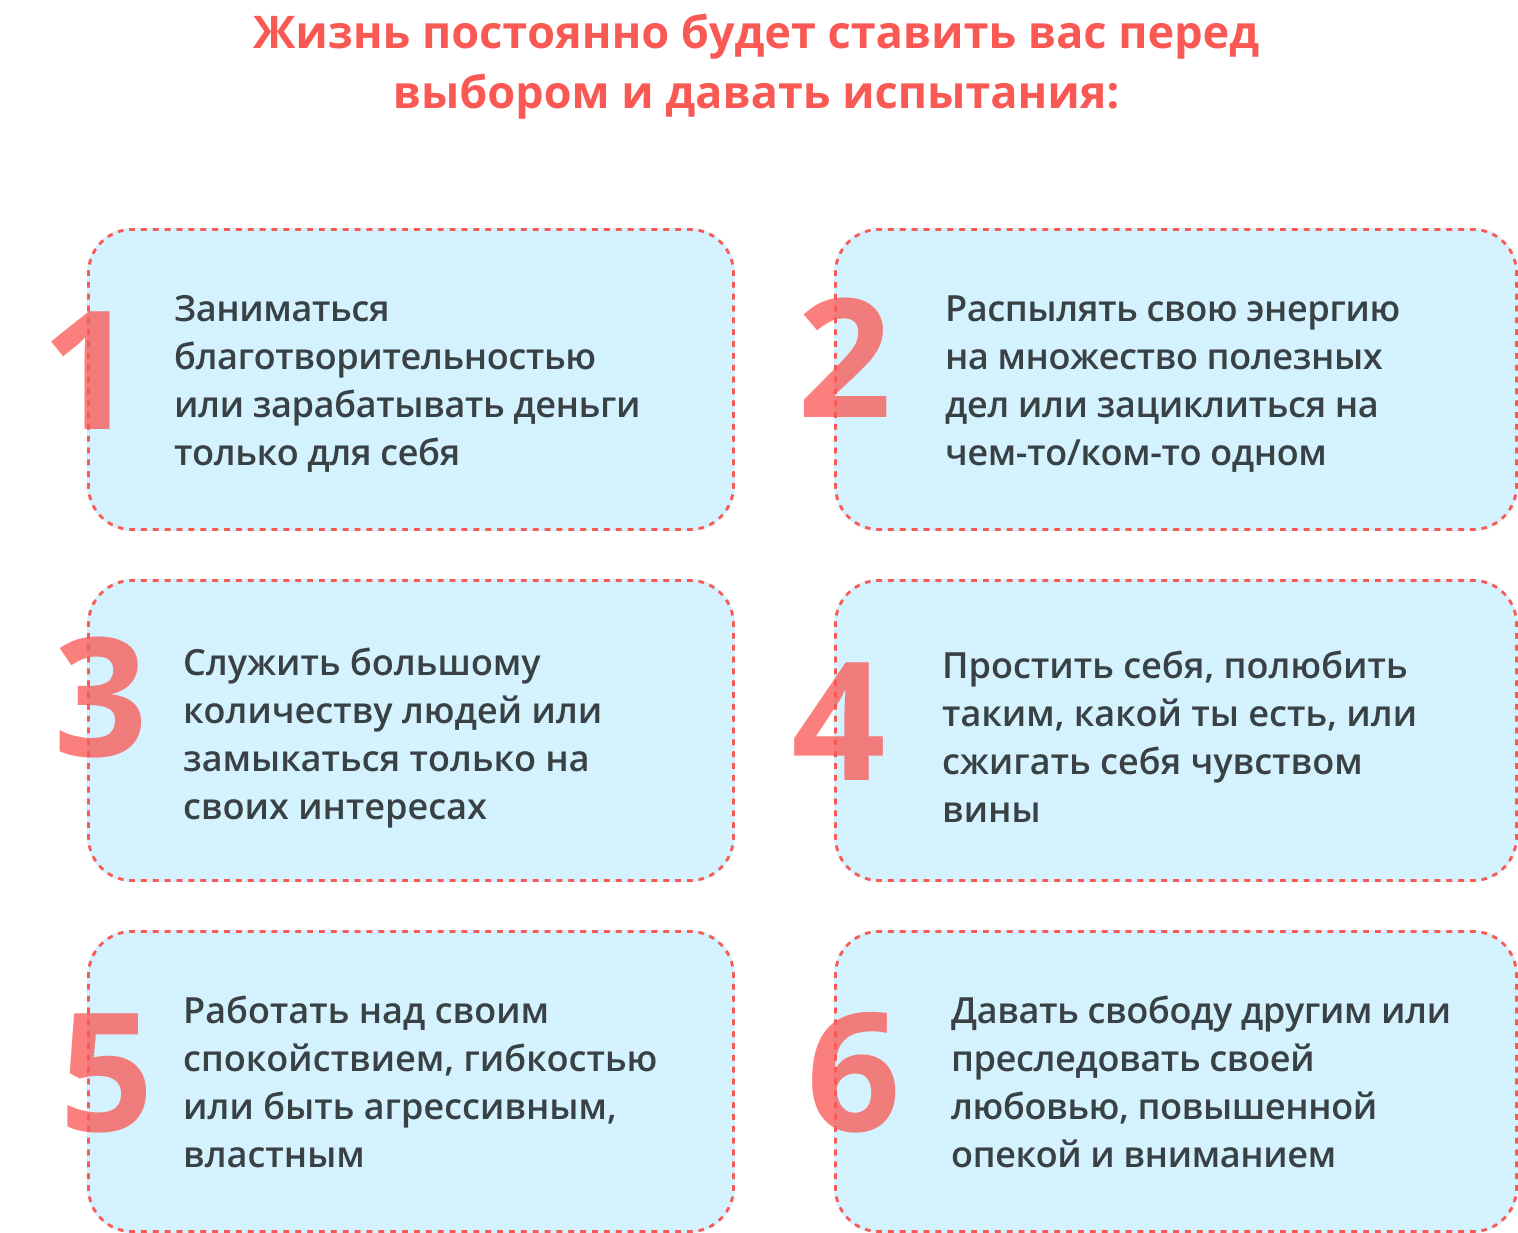 Жизнь постоянно будет ставить вас перед
выбором и давать испытания:
1
Заниматься
благотворительностью
или зарабатывать деньги
только для себя
2
Распылять свою энергию
на множество полезных
дел или зациклиться на
чем-то/ком-то одном
3
Служить большому
количеству людей или
замыкаться только на
своих интересах
4
Простить себя, полюбить
таким, какой ты есть, или
сжигать себя чувством
вины
5
Работать над своим
спокойствием, гибкостью
или быть агрессивным,
властным
6
Давать свободу другим или
преследовать своей
любовью, повышенной
опекой и вниманием